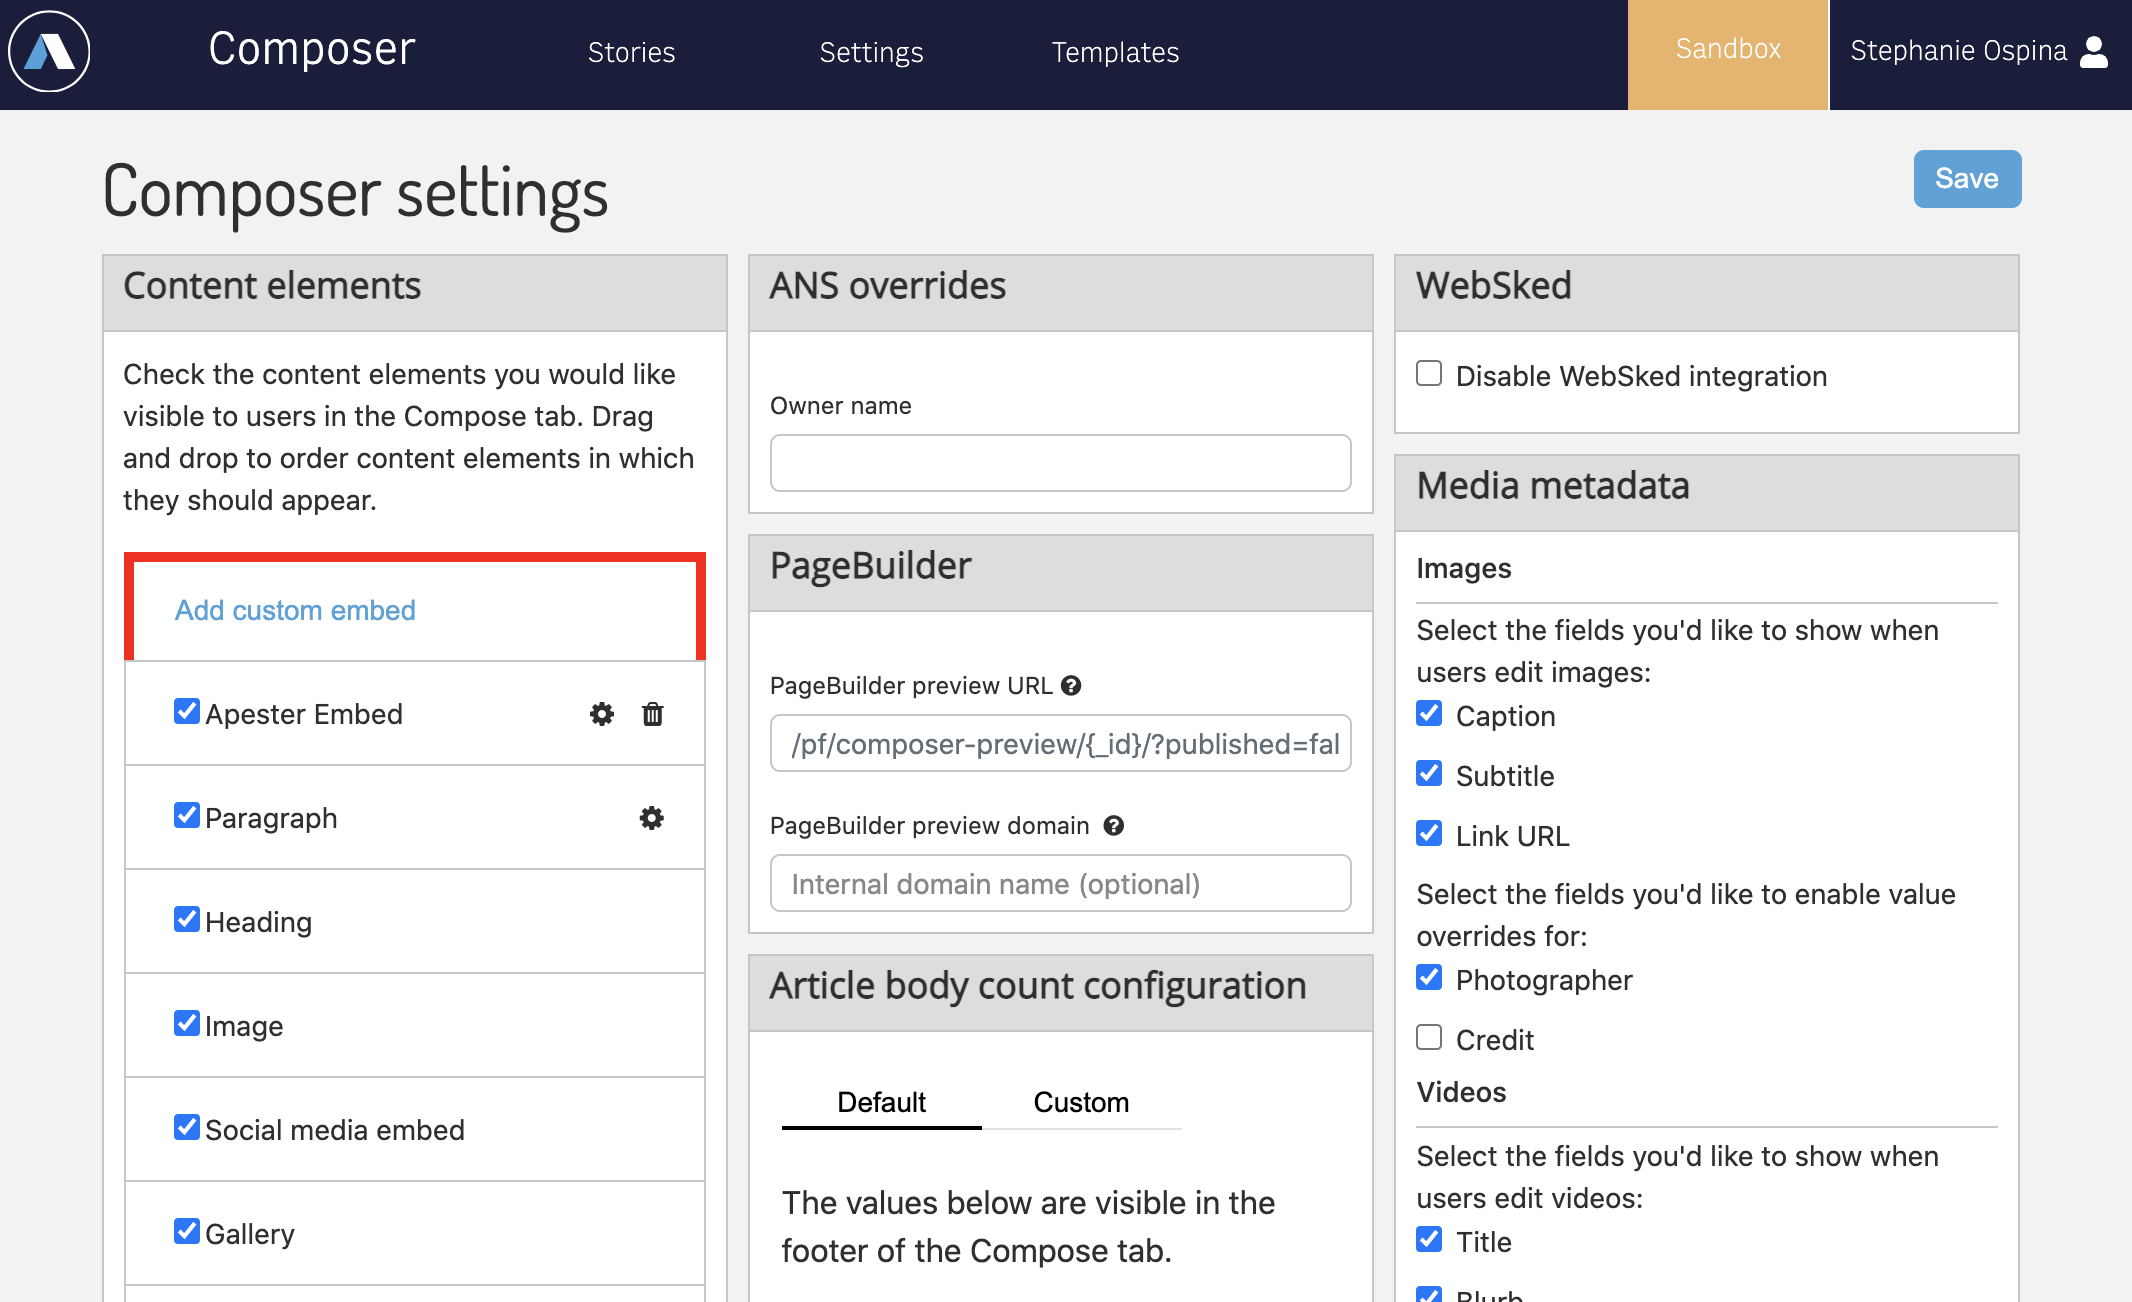 Composer
Stories
Settings
Templates
Sandbox
Stephanie Ospina
Composer settings
Save
Content elements
Check the content elements you would like
visible to users in the Compose tab. Drag
and drop to order content elements in which
they should appear.
Add custom embed
Apester Embed
Paragraph
Heading
Image
Social media embed
Gallery
ANS overrides
Owner name
PageBuilder
PageBuilder preview URL
/pf/composer-preview/{_id}/?published=fal
PageBuilder preview domain
Internal domain name (optional)
Article body count configuration
Default
Custom
The values below are visible in the
footer of the Compose tab.
WebSked
Disable WebSked integration
Media metadata
Images
Select the fields you'd like to show when
users edit images:
Caption
Subtitle
Link URL
Select the fields you'd like to enable value
overrides for:
Photographer
Credit
Videos
Select the fields you'd like to show when
users edit videos:
Title
Blurb